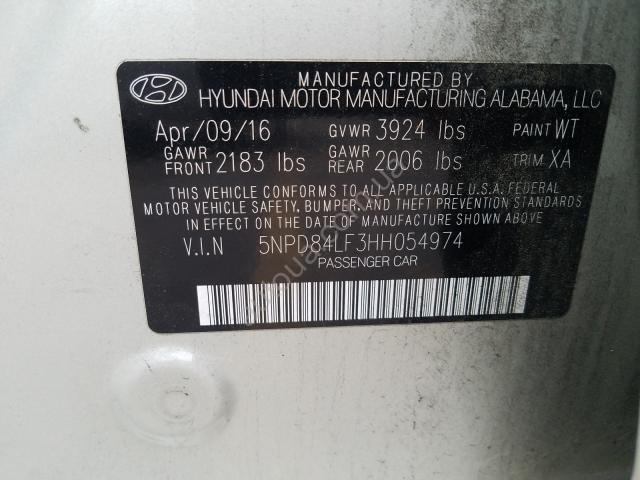 MANUFACTURED BY
HYUNDAI MOTOR MANUFACTURING ALABAMA, LLC
Apr/09/16 GVWR 3924 lbs PAINT WT
GAWR FRONT 2183 lbs GAWR REAR 2006 lbs TRIM XA
THIS VEHICLE CONFORMS TO ALL APPLICABLE U.S.A. FEDERAL
MOTOR VEHICLE SAFETY, BUMPER, AND THEFT PREVENTION STANDARDS
IN EFFECT ON THE DATE OF MANUFACTURE SHOWN ABOVE.
V.I.N 5NPD84LF3HH054974
PASSENGER CAR